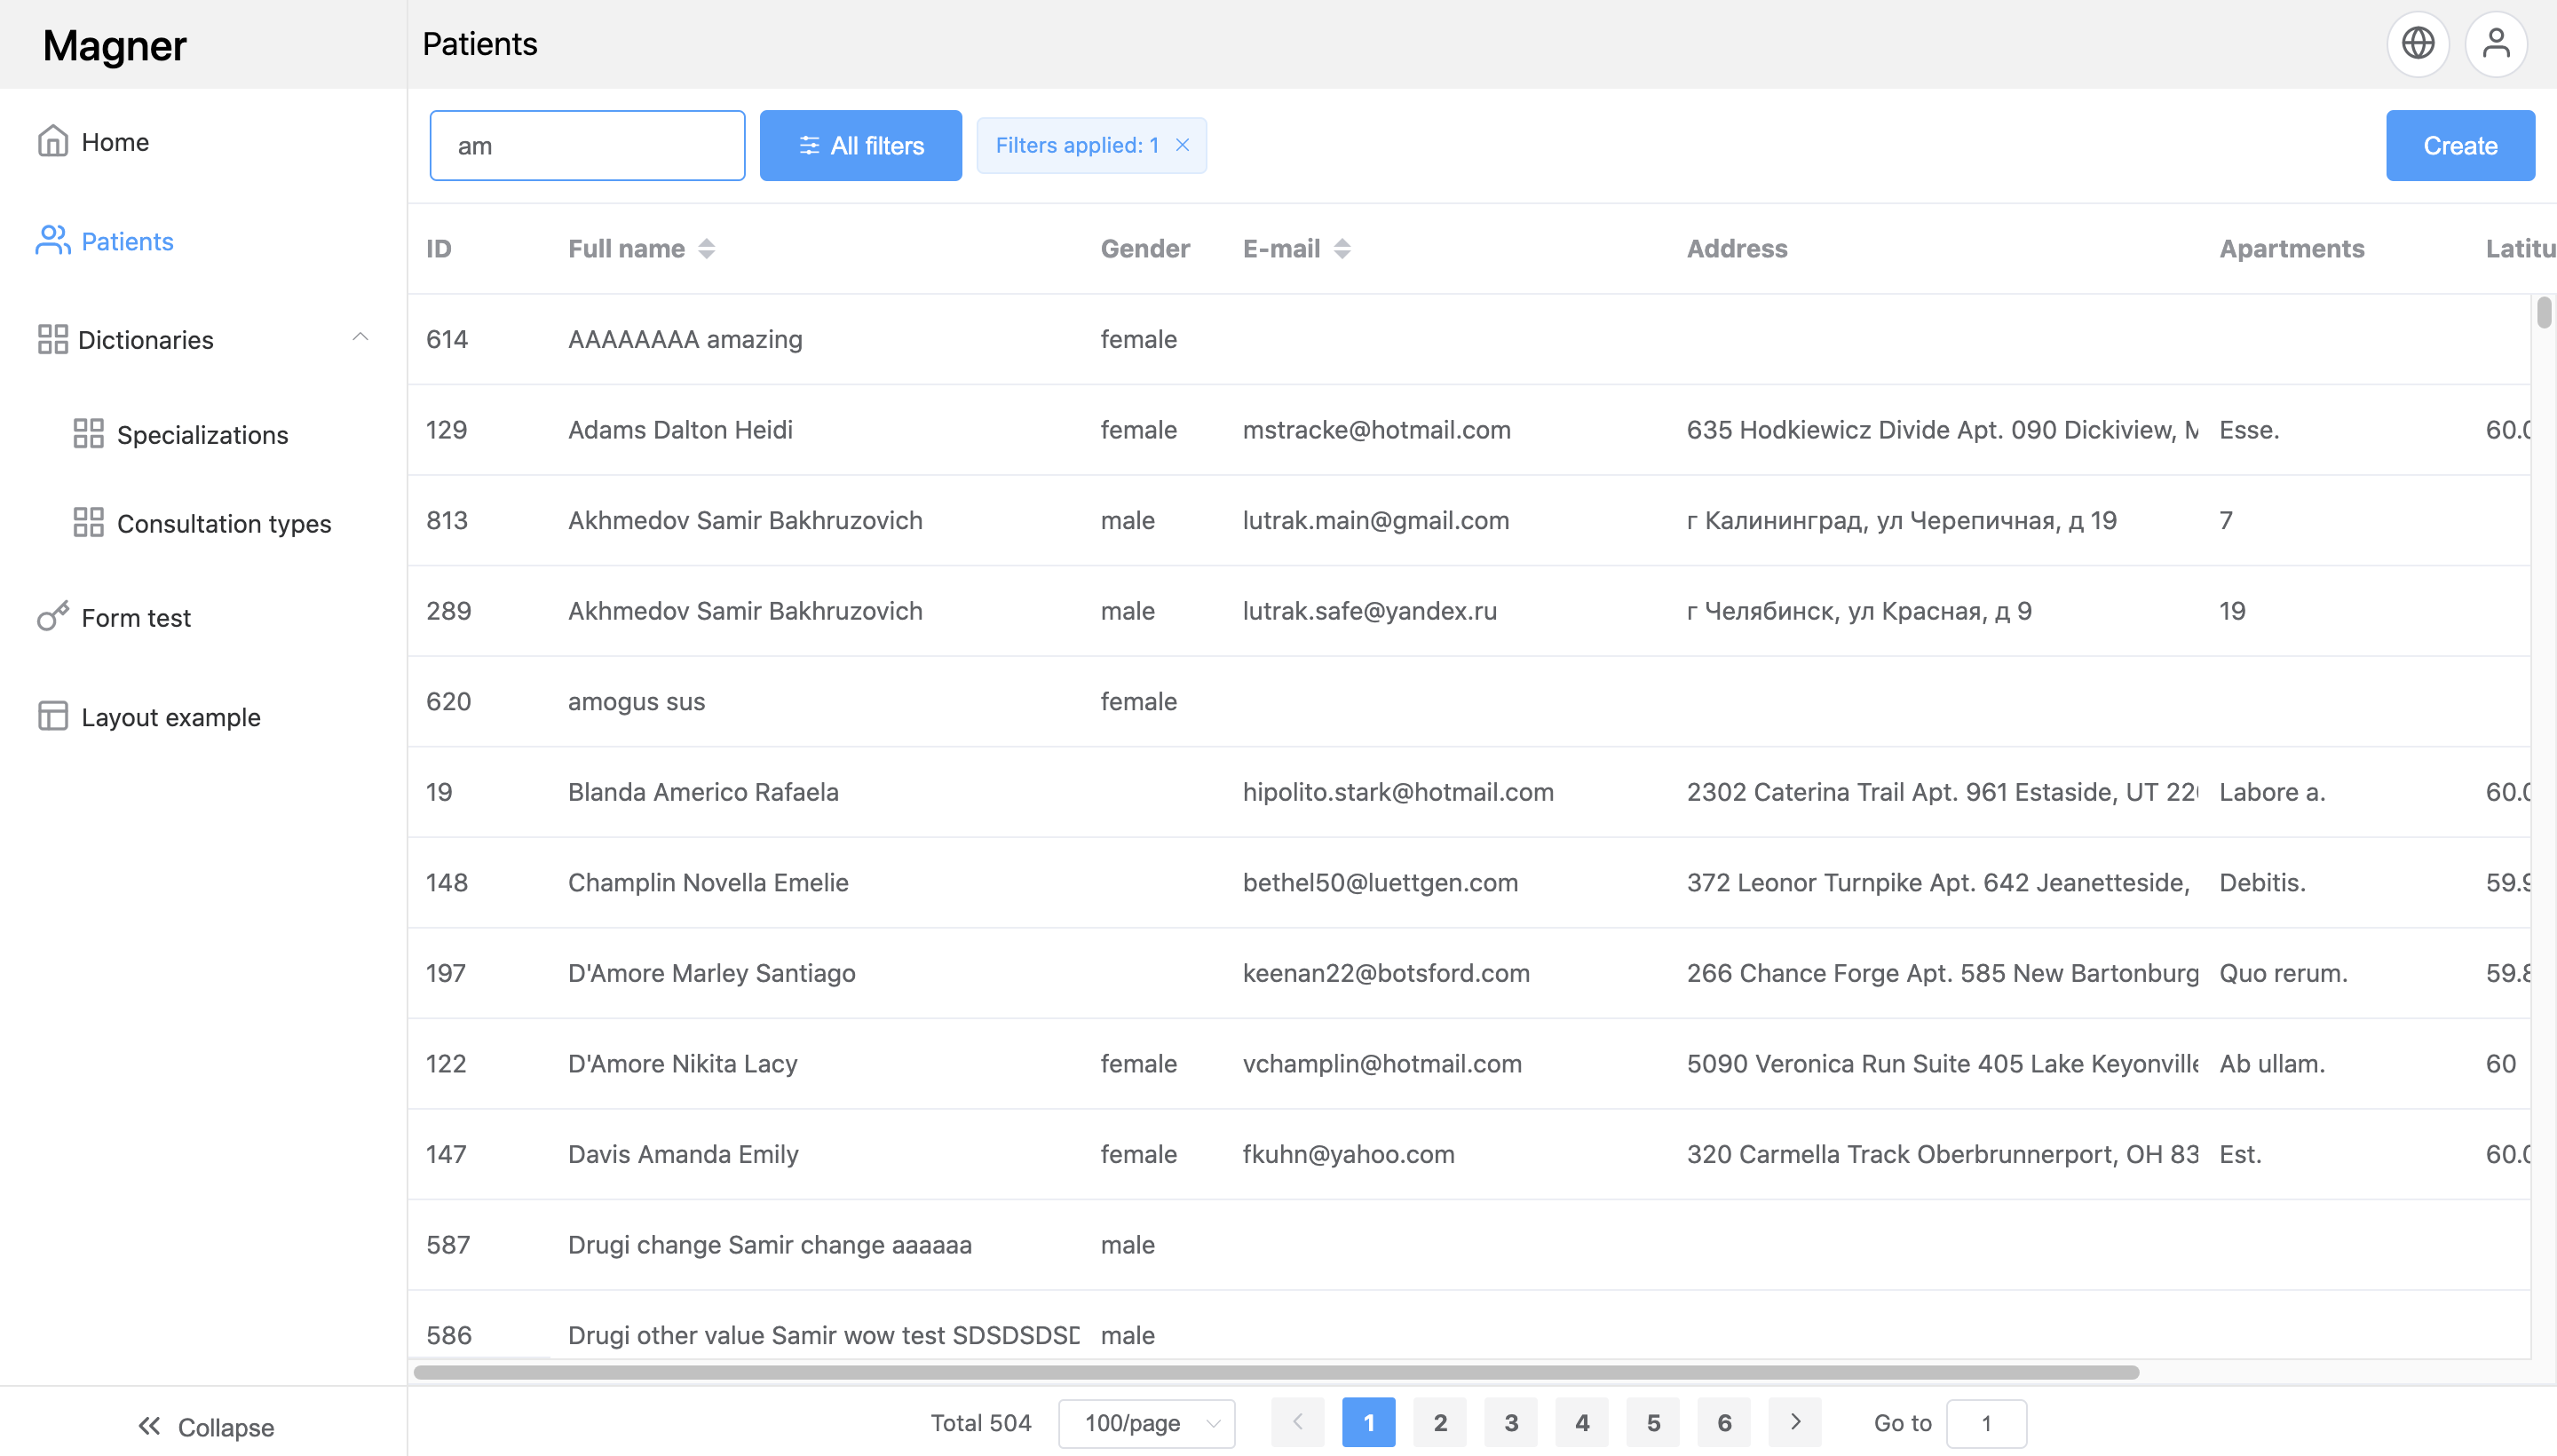 Magner
Patients
Home
Patients
Dictionaries
Specializations
Consultation types
Form test
Layout example
Collapse
am
All filters
Filters applied: 1
Create
ID Full name Gender E-mail Address Apartments Latitu
614 AAAAAAAA amazing female
129 Adams Dalton Heidi female mstracke@hotmail.com 635 Hodkiewicz Divide Apt. 090 Dickiview, Esse. 60.0
813 Akhmedov Samir Bakhruzovich male lutrak.main@gmail.com г Калининград, ул Черепичная, д 19 7
289 Akhmedov Samir Bakhruzovich male lutrak.safe@yandex.ru г Челябинск, ул Красная, д 9 19
620 amogus sus female
19 Blanda Americo Rafaela hipolito.stark@hotmail.com 2302 Caterina Trail Apt. 961 Estaside, UT 22 Labore a. 60.0
148 Champlin Novella Emelie bethel50@luettgen.com 372 Leonor Turnpike Apt. 642 Jeanetteside, Debitis. 59.9
197 D'Amore Marley Santiago keenan22@botsford.com 266 Chance Forge Apt. 585 New Bartonburg Quo rerum. 59.8
122 D'Amore Nikita Lacy female vchamplin@hotmail.com 5090 Veronica Run Suite 405 Lake Keyonville Ab ullam. 60
147 Davis Amanda Emily female fkuhn@yahoo.com 320 Carmella Track Oberbrunnerport, OH 83 Est. 60.0
587 Drugi change Samir change aaaaaa male
586 Drugi other value Samir wow test SDSDSDSD male
Total 504 100/page 1 2 3 4 5 6 Go to 1